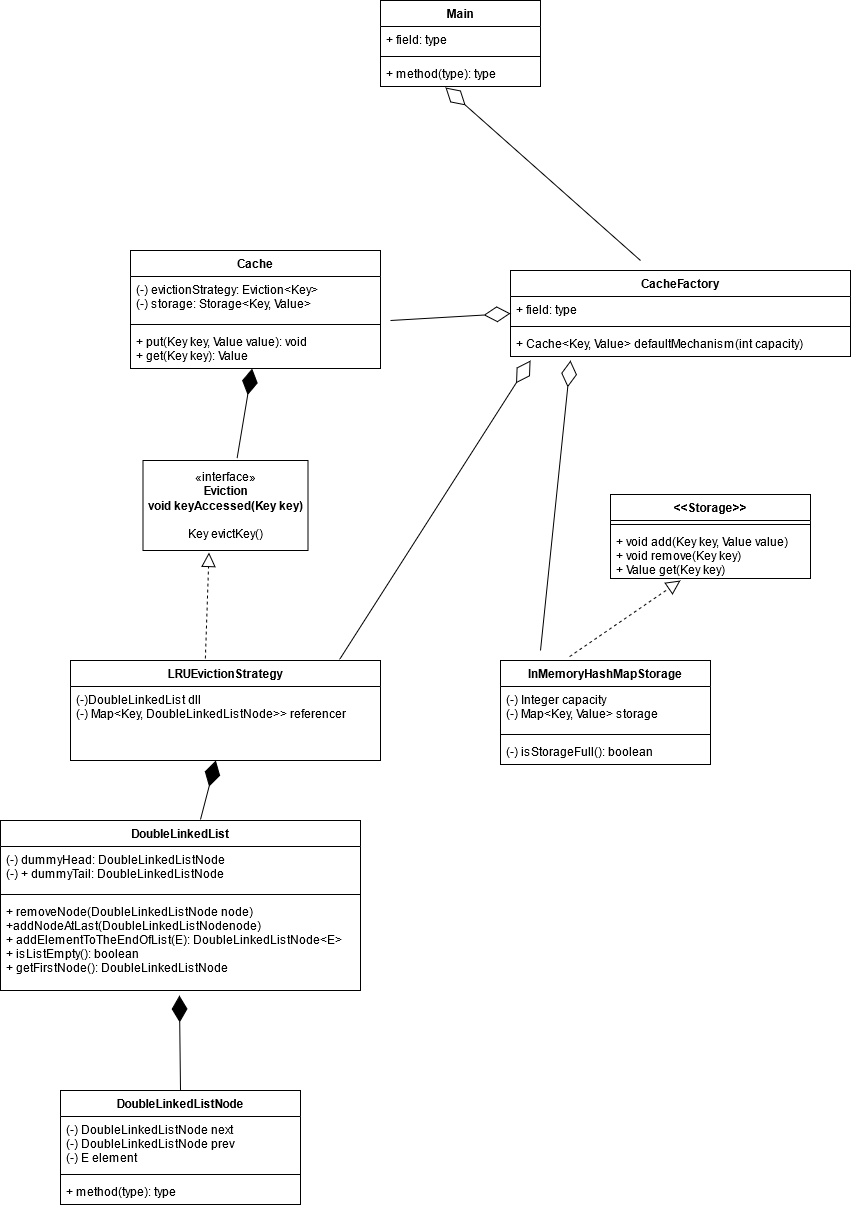 Main
+ field: type
+ method(type): type
Cache
(-) evictionStrategy: Eviction<Key>
(-) storage: Storage<Key, Value>
+ put(Key key, Value value): void
+ get(Key key): Value
CacheFactory
+ field: type
+ Cache<Key, Value> defaultMechanism(int capacity)
«interface»
Eviction
void keyAccessed(Key key)
Key evictKey()
<<Storage>>
+ void add(Key key, Value value)
+ void remove(Key key)
+ Value get(Key key)
LRUEvictionStrategy
(-)DoubleLinkedList dll
(-) Map<Key, DoubleLinkedListNode>> referencer
InMemoryHashMapStorage
(-) Integer capacity
(-) Map<Key, Value> storage
(-) isStorageFull(): boolean
DoubleLinkedList
(-) dummyHead: DoubleLinkedListNode
(-) + dummyTail: DoubleLinkedListNode
+ removeNode(DoubleLinkedListNode node)
+addNodeAtLast(DoubleLinkedListNodenode)
+ addElementToTheEndOfList(E): DoubleLinkedListNode<E>
+ isListEmpty(): boolean
+ getFirstNode(): DoubleLinkedListNode
DoubleLinkedListNode
(-) DoubleLinkedListNode next
(-) DoubleLinkedListNode prev
(-) E element
+ method(type): type